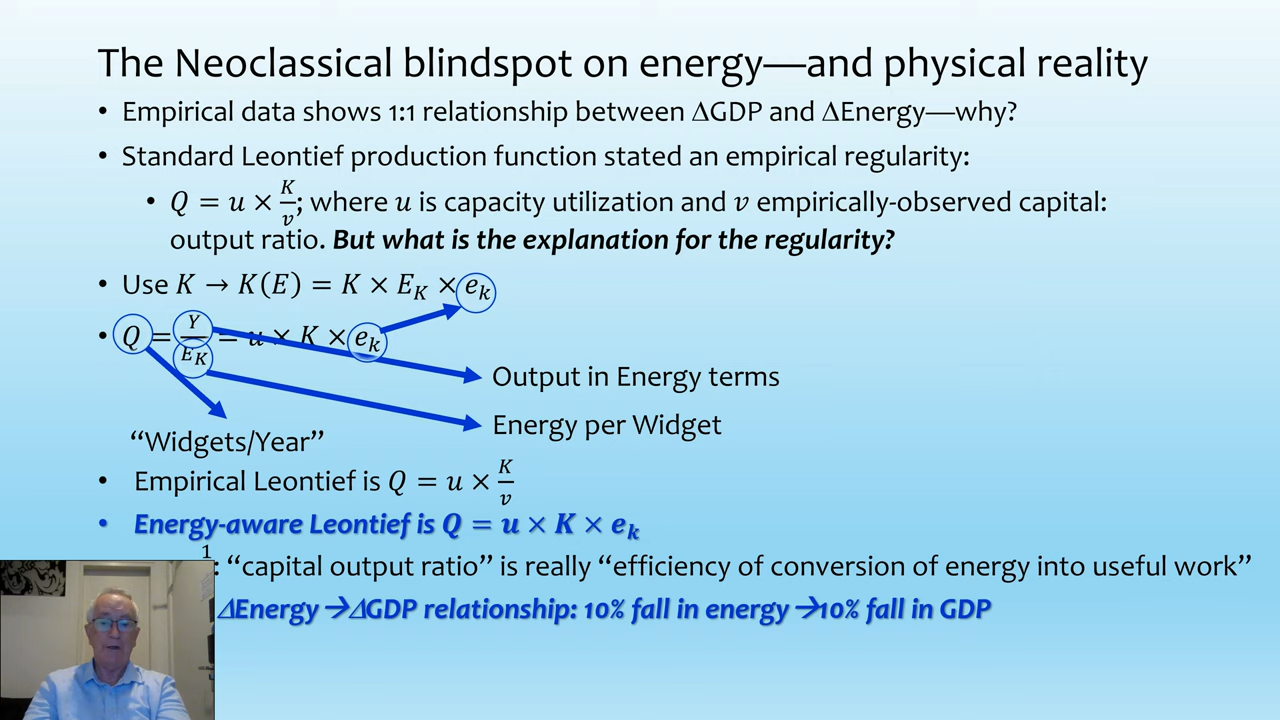 The Neoclassical blindspot on energy—and physical reality
• Empirical data shows 1:1 relationship between ΔGDP and ΔEnergy—why?
• Standard Leontief production function stated an empirical regularity:
• Q = u × K/v; where u is capacity utilization and v empirically-observed capital:
output ratio. But what is the explanation for the regularity?
• Use K → K(E) = K × E_K × e_k
• Q = Y/E_K = u × K × e_k
Output in Energy terms
Energy per Widget
“Widgets/Year”
• Empirical Leontief is Q = u × K/v
• Energy-aware Leontief is Q = u × K × e_k
1 : “capital output ratio” is really “efficiency of conversion of energy into useful work”
ΔEnergy→ΔGDP relationship: 10% fall in energy→10% fall in GDP